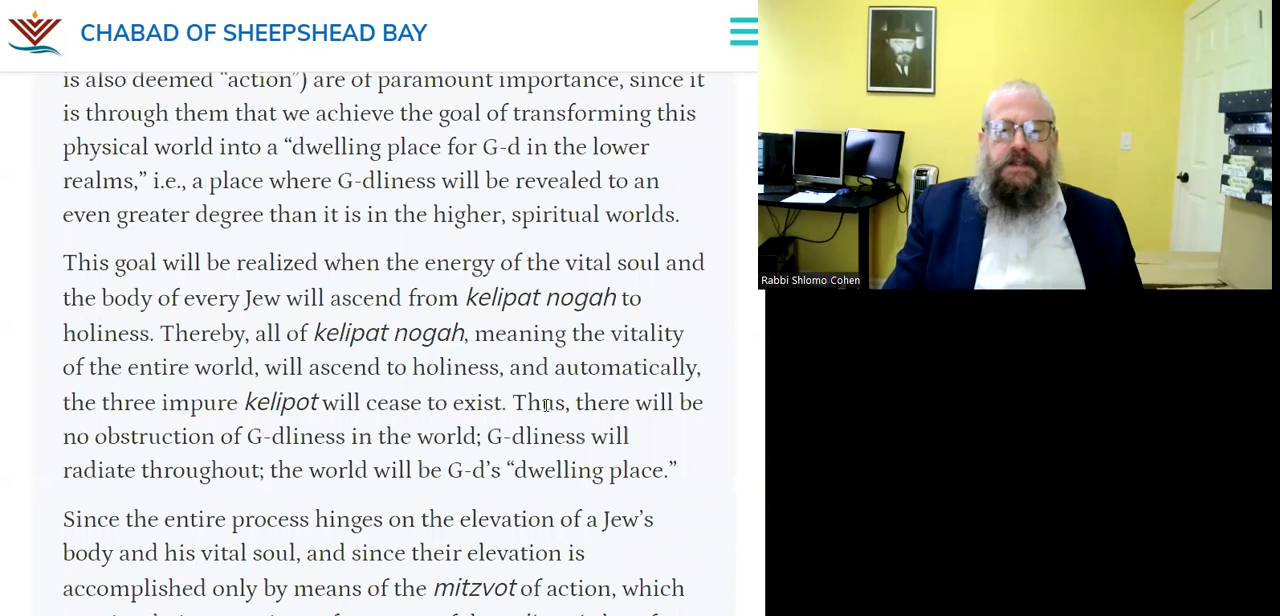 CHABAD OF SHEEPSHEAD BAY
is also deemed “action”) are of paramount importance, since it
is through them that we achieve the goal of transforming this
physical world into a “dwelling place for G-d in the lower
realms,” i.e., a place where G-dliness will be revealed to an
even greater degree than it is in the higher, spiritual worlds.
This goal will be realized when the energy of the vital soul and
the body of every Jew will ascend from kelipat nogah to
holiness. Thereby, all of kelipat nogah, meaning the vitality
of the entire world, will ascend to holiness, and automatically,
the three impure kelipot will cease to exist. Thus, there will be
no obstruction of G-dliness in the world; G-dliness will
radiate throughout; the world will be G-d’s “dwelling place.”
Since the entire process hinges on the elevation of a Jew’s
body and his vital soul, and since their elevation is
accomplished only by means of the mitzvot of action, which
Rabbi Shlomo Cohen